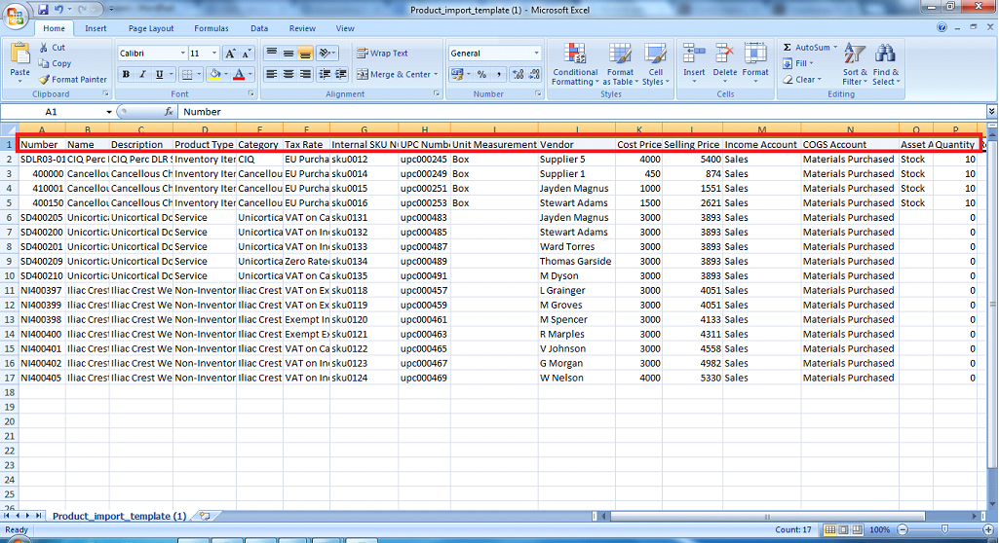 Product_import_template (1) - Microsoft Excel
Home Insert Page Layout Formulas Data Review View
Paste Cut Copy Format Painter Calibri 11 Wrap Text Merge & Center General Conditional Formatting Format as Table Cell Styles Insert Delete Format AutoSum Fill Clear Sort & Filter Find & Select
Clipboard Font Alignment Number Styles Cells Editing
A1 fx Number
A B C D E F G H I J K L M N O P
1 Number Name Description Product Type Category Tax Rate Internal SKU Nu UPC Numbe Unit Measurement Vendor Cost Price Selling Price Income Account COGS Account Asset A Quantity
2 SDLR03-01 CIQ Perc I CIQ Perc DLR S Inventory Iter CIQ EU Purcha sku0012 upc000245 Box Supplier 5 4000 5400 Sales Materials Purchased Stock 10
3 400000 Cancellou Cancellous Ch Inventory Iter Cancellou EU Purcha sku0014 upc000249 Box Supplier 1 450 874 Sales Materials Purchased Stock 10
4 410001 Cancellou Cancellous Ch Inventory Iter Cancellou EU Purcha sku0015 upc000251 Box Jayden Magnus 1000 1551 Sales Materials Purchased Stock 10
5 400150 Cancellou Cancellous Ch Inventory Iter Cancellou EU Purcha sku0016 upc000253 Box Stewart Adams 1500 2621 Sales Materials Purchased Stock 10
6 SD400205 Unicortica Unicortical Dc Service Unicortica VAT on Ca sku0131 upc000483 Jayden Magnus 3000 3893 Sales Materials Purchased 0
7 SD400200 Unicortica Unicortical Dc Service Unicortica VAT on Inc sku0132 upc000485 Stewart Adams 3000 3893 Sales Materials Purchased 0
8 SD400201 Unicortica Unicortical Dc Service Unicortica VAT on Inc sku0133 upc000487 Ward Torres 3000 3893 Sales Materials Purchased 0
9 SD400209 Unicortica Unicortical Dc Service Unicortica Zero Rate sku0134 upc000489 Thomas Garside 3000 3893 Sales Materials Purchased 0
10 SD400210 Unicortica Unicortical Dc Service Unicortica VAT on Ca sku0135 upc000491 M Dyson 3000 3893 Sales Materials Purchased 0
11 NI400397 Iliac Crest Iliac Crest We Non-Inventor Iliac Crest VAT on Ex sku0118 upc000457 L Grainger 3000 4051 Sales Materials Purchased 0
12 NI400399 Iliac Crest Iliac Crest We Non-Inventor Iliac Crest VAT on Ex sku0119 upc000459 M Groves 3000 4051 Sales Materials Purchased 0
13 NI400398 Iliac Crest Iliac Crest We Non-Inventor Iliac Crest Exempt In sku0120 upc000461 M Spencer 3000 4133 Sales Materials Purchased 0
14 NI400400 Iliac Crest Iliac Crest We Non-Inventor Iliac Crest Exempt Ex sku0121 upc000463 R Marples 3000 4311 Sales Materials Purchased 0
15 NI400401 Iliac Crest Iliac Crest We Non-Inventor Iliac Crest VAT on Ca sku0122 upc000465 V Johnson 3000 4558 Sales Materials Purchased 0
16 NI400402 Iliac Crest Iliac Crest We Non-Inventor Iliac Crest VAT on Inc sku0123 upc000467 G Morgan 3000 4982 Sales Materials Purchased 0
17 NI400405 Iliac Crest Iliac Crest We Non-Inventor Iliac Crest VAT on Inc sku0124 upc000469 W Nelson 4000 5330 Sales Materials Purchased 0
18
19
20
21
22
23
24
25
26
Product_import_template (1)
Ready Count: 17 100%